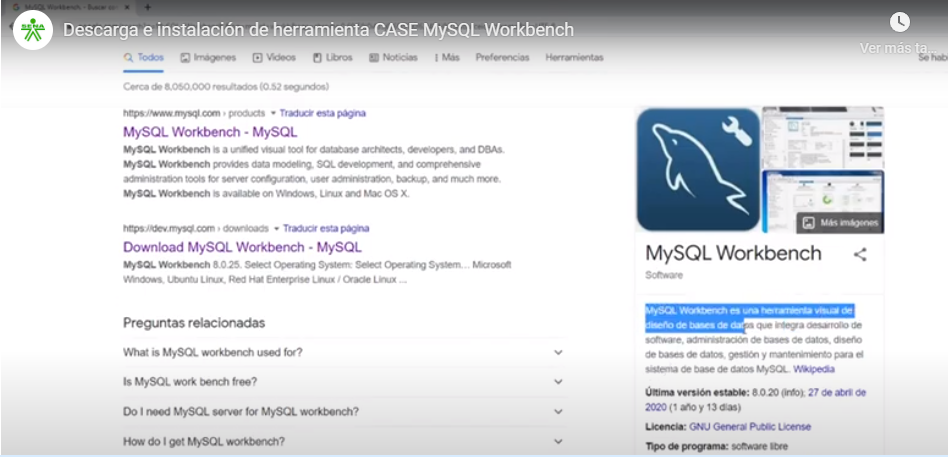 MySQL Workbench. - Buscar con
SENA
Descarga e instalación de herramienta CASE MySQL Workbench
Ver más ta...
Todos
Imágenes
Videos
Libros
Noticias
Más
Preferencias
Herramientas
Se hab
Cerca de 8,050,000 resultados (0.52 segundos)
https://www.mysql.com › products Traducir esta página
MySQL Workbench - MySQL
MySQL Workbench is a unified visual tool for database architects, developers, and DBAs.
MySQL Workbench provides data modeling, SQL development, and comprehensive
administration tools for server configuration, user administration, backup, and much more.
MySQL Workbench is available on Windows, Linux and Mac OS X.
https://dev.mysql.com › downloads Traducir esta página
Download MySQL Workbench - MySQL
MySQL Workbench 8.0.25. Select Operating System: Select Operating System... Microsoft
Windows, Ubuntu Linux, Red Hat Enterprise Linux / Oracle Linux ...
Preguntas relacionadas
What is MySQL workbench used for?
Is MySQL work bench free?
Do I need MySQL server for MySQL workbench?
How do I get MySQL workbench?
Más imágenes
MySQL Workbench
Software
MySQL Workbench es una herramienta visual de
diseño de bases de datos que integra desarrollo de
software, administración de bases de datos, diseño
de bases de datos, gestión y mantenimiento para el
sistema de base de datos MySQL. Wikipedia
Última versión estable: 8.0.20 (info); 27 de abril de
2020 (1 año y 13 días)
Licencia: GNU General Public License
Tipo de programa: software libre